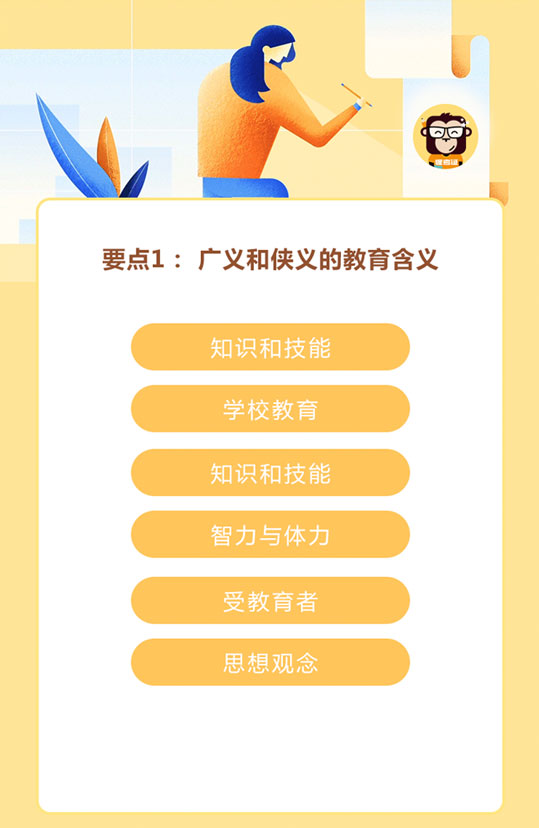 要点1： 广义和侠义的教育含义
知识和技能
学校教育
知识和技能
智力与体力
受教育者
思想观念